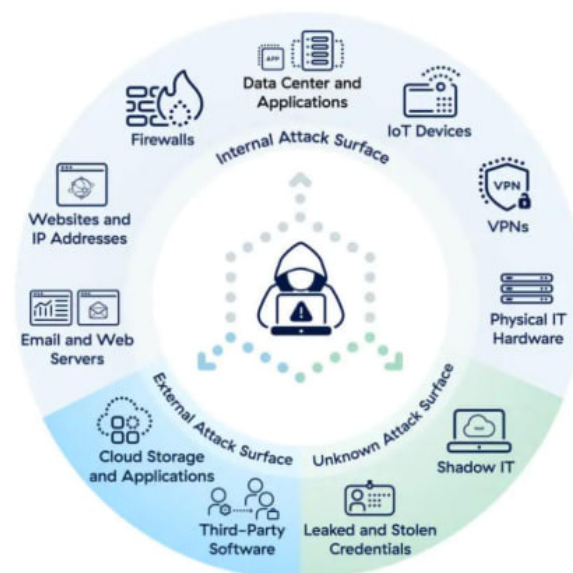 APP
Data Center and
Applications
IoT Devices
VPN
VPNs
Physical IT
Hardware
Shadow IT
Leaked and Stolen
Credentials
Third-Party
Software
Cloud Storage
and Applications
Email and Web
Servers
Websites and
IP Addresses
Firewalls
Internal Attack Surface
External Attack Surface
Unknown Attack Surface